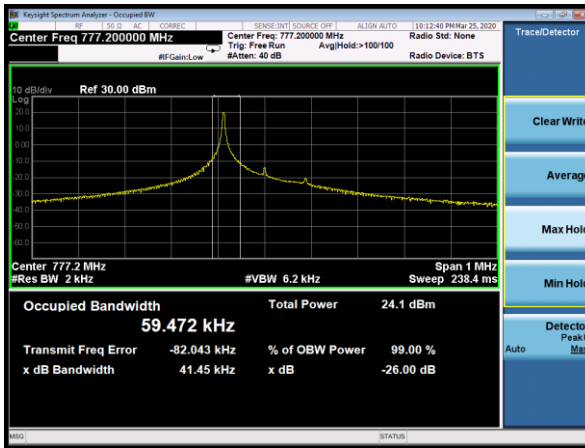 Keysight Spectrum Analyzer - Occupied BW
RF 50 Ω AC CORREC SENSE:INT SOURCE OFF ALIGN AUTO 10:12:40 PM Mar 25, 2020
Center Freq 777.200000 MHz Center Freq: 777.200000 MHz Radio Std: None Trace/Detector
Trig: Free Run Avg|Hold:>100/100
#IFGain:Low #Atten: 40 dB Radio Device: BTS
10 dB/div Ref 30.00 dBm
Log
20.0
10.0
0.00
-10.0
-20.0
-30.0
-40.0
-50.0
-60.0
Clear Write
Average
Max Hold
Min Hold
Center 777.2 MHz Span 1 MHz
#Res BW 2 kHz #VBW 6.2 kHz Sweep 238.4 ms
Occupied Bandwidth Total Power 24.1 dBm
59.472 kHz
Transmit Freq Error -82.043 kHz % of OBW Power 99.00 %
x dB Bandwidth 41.45 kHz x dB -26.00 dB
Detecto
Peak
Auto Ma
MSG STATUS